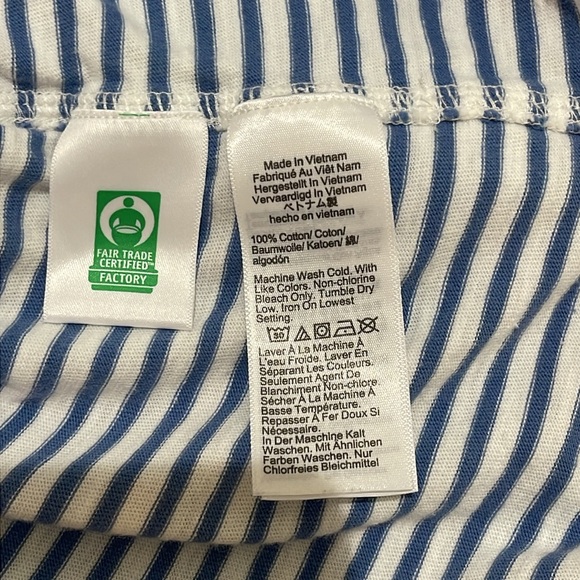 FAIR TRADE
CERTIFIED™
FACTORY
Made In Vietnam
Fabriqué Au Viêt Nam
Hergestellt In Vietnam
Vervaardigd In Vietnam
ベトナム製
hecho en vietnam
100% Cotton/ Coton/
Baumwolle/ Katoen/ 綿/
algodón
Machine Wash Cold. With
Like Colors. Non-chlorine
Bleach Only. Tumble Dry
Low. Iron On Lowest
Setting.
30
Laver À La Machine À
L'eau Froide. Laver En
Séparant Les Couleurs.
Seulement Agent De
Blanchiment Non-chlore.
Sécher À La Machine À
Basse Température.
Repasser À Fer Doux Si
Nécessaire.
In Der Maschine Kalt
Waschen. Mit Ähnlichen
Farben Waschen. Nur
Chlorfreies Bleichmittel